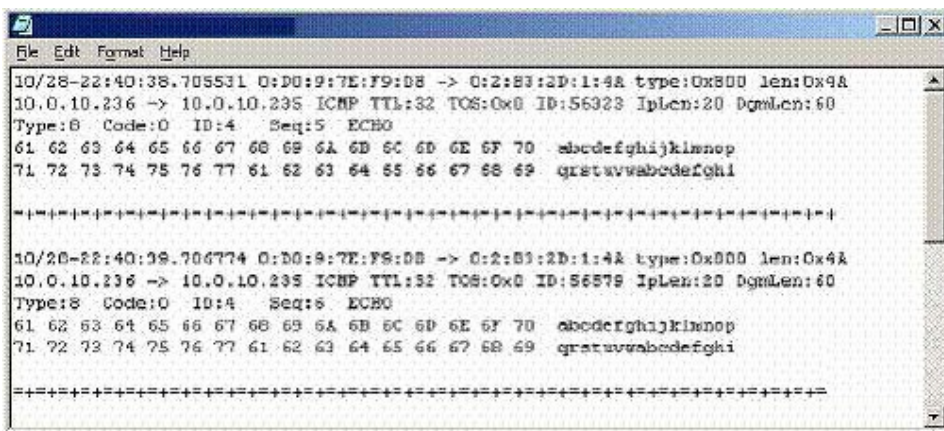 File Edit Format Help
10/28-22:40:38.705531 0:D0:9:7E:F9:DB -> 0:2:B3:2D:1:4A type:0x800 len:0x4A
10.0.10.236 -> 10.0.10.235 ICMP TTL:32 TOS:0x0 ID:56323 IpLen:20 DgmLen:60
Type:8 Code:0 ID:4 Seq:5 ECHO
61 62 63 64 65 66 67 68 69 6A 6B 6C 6D 6E 6F 70 abcdefghijklmnop
71 72 73 74 75 76 77 61 62 63 64 65 66 67 68 69 qrstuvwabcdefghi
=+=+=+=+=+=+=+=+=+=+=+=+=+=+=+=+=+=+=+=+=+=+=+=+=+=+=+=+=+=+=+=+=+=+=+=+=+
10/28-22:40:39.706774 0:D0:9:7E:F9:DB -> 0:2:B3:2D:1:4A type:0x800 len:0x4A
10.0.10.236 -> 10.0.10.235 ICMP TTL:32 TOS:0x0 ID:56579 IpLen:20 DgmLen:60
Type:8 Code:0 ID:4 Seq:6 ECHO
61 62 63 64 65 66 67 68 69 6A 6B 6C 6D 6E 6F 70 abcdefghijklmnop
71 72 73 74 75 76 77 61 62 63 64 65 66 67 68 69 qrstuvwabcdefghi
=+=+=+=+=+=+=+=+=+=+=+=+=+=+=+=+=+=+=+=+=+=+=+=+=+=+=+=+=+=+=+=+=+=+=+=+=